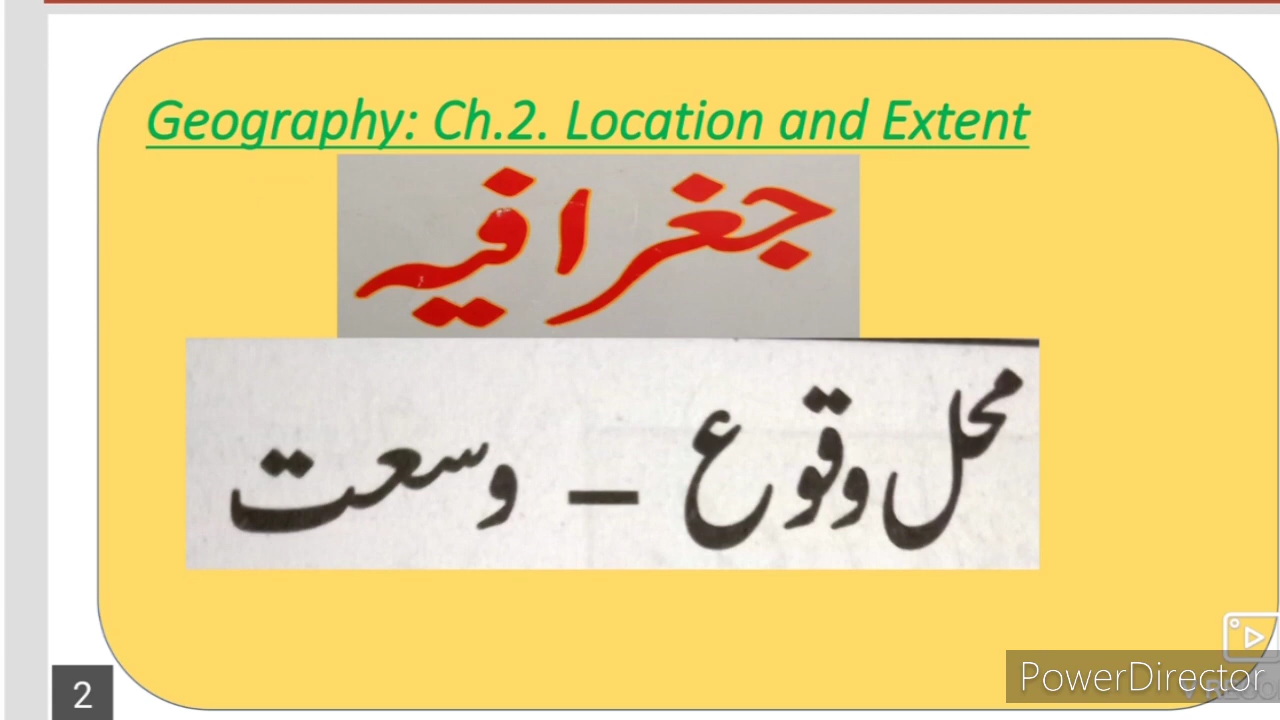 Geography: Ch.2. Location and Extent
جغرافیہ
محل وقوع – وسعت
2
PowerDirector